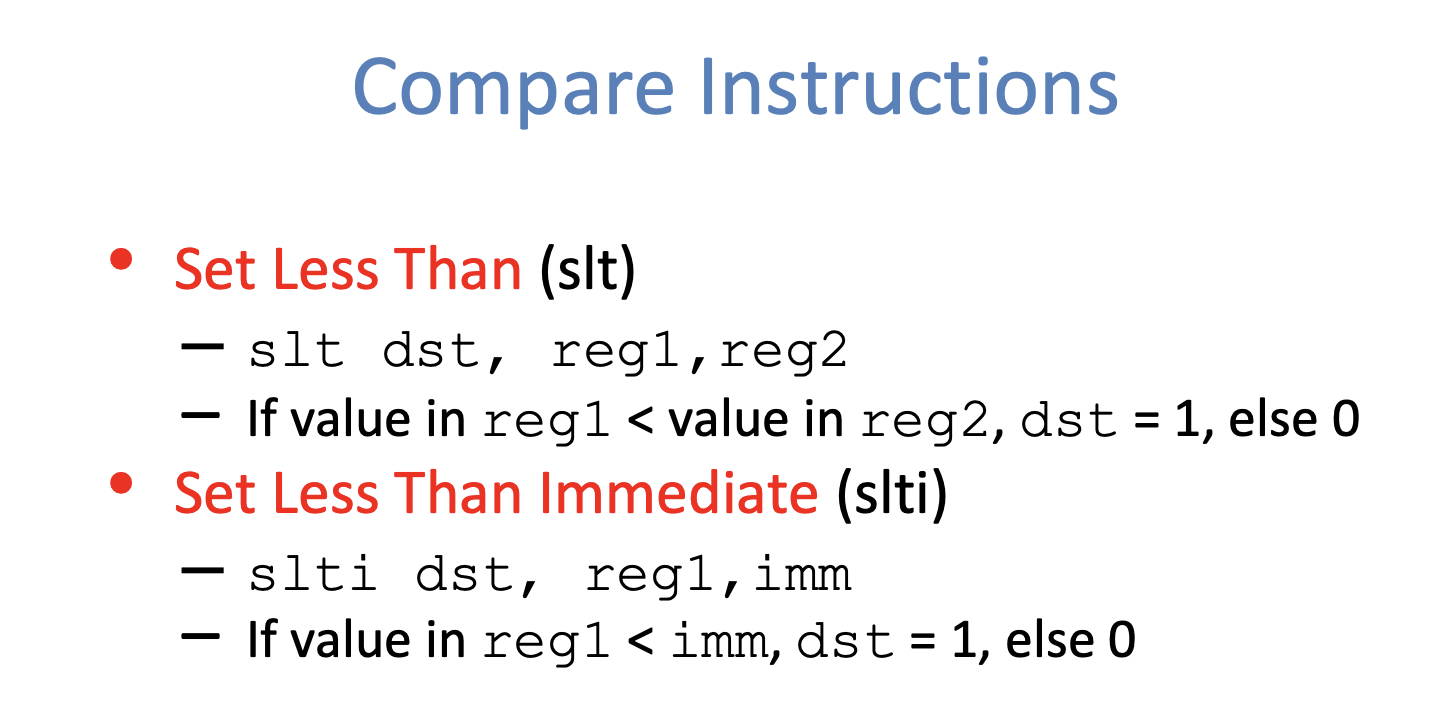 Compare Instructions
• Set Less Than (slt)
– slt dst, reg1,reg2
– If value in reg1 < value in reg2, dst = 1, else 0
• Set Less Than Immediate (slti)
– slti dst, reg1,imm
– If value in reg1 < imm, dst = 1, else 0